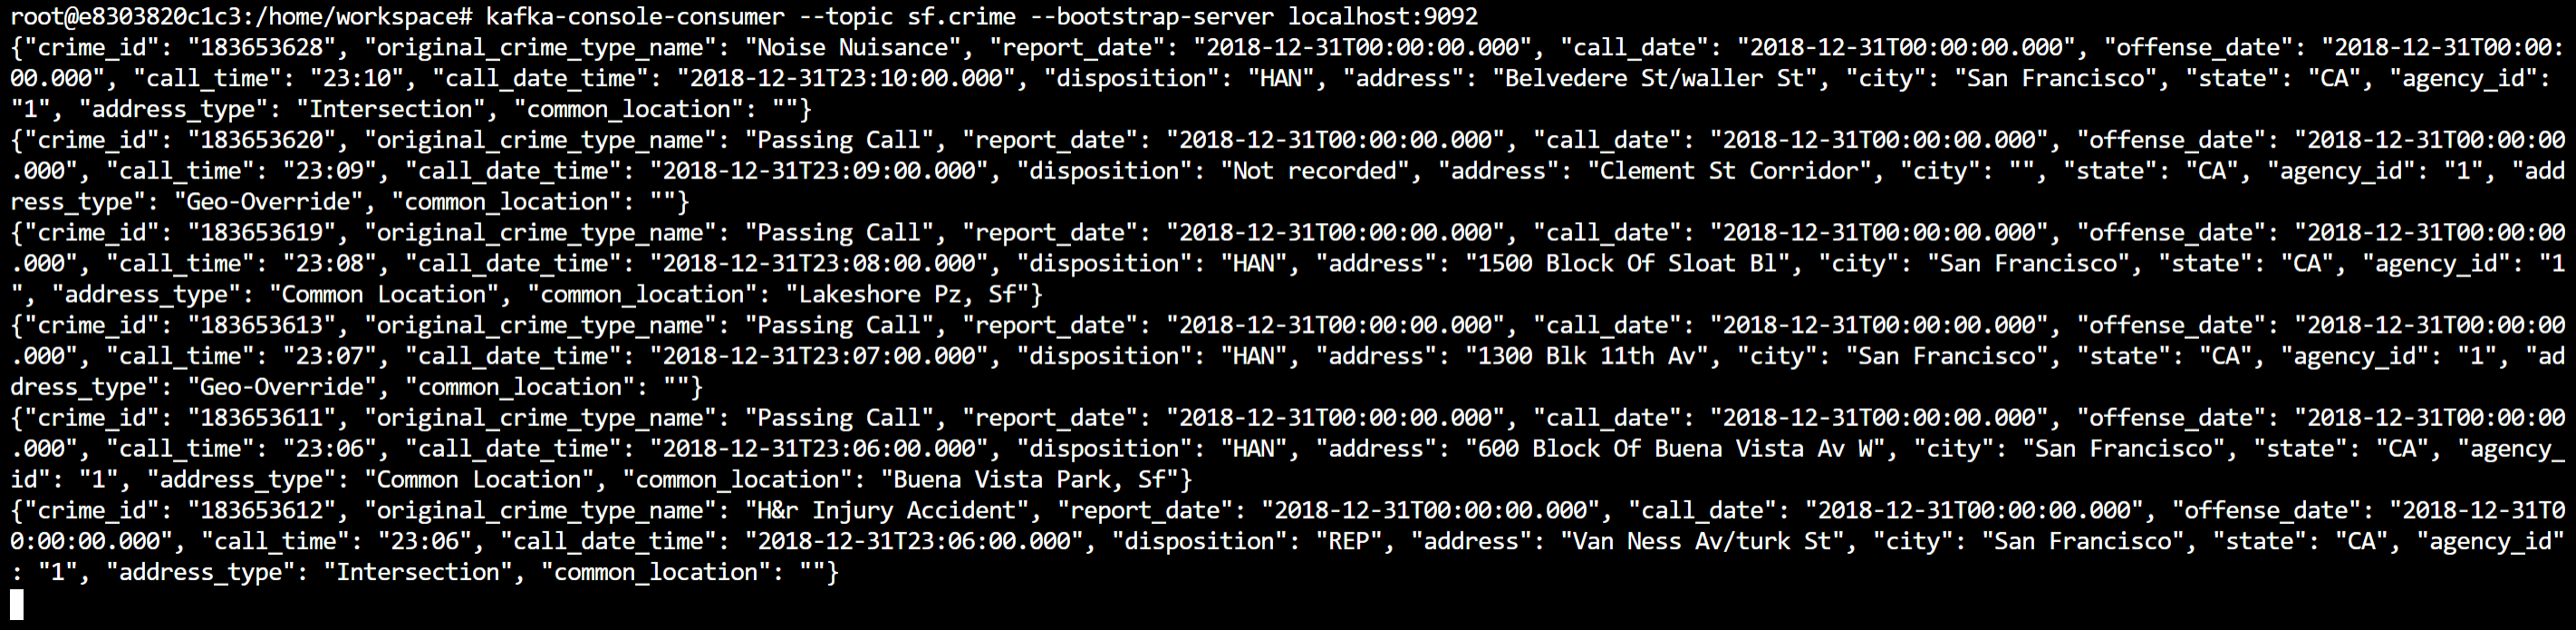 root@e8303820c1c3:/home/workspace# kafka-console-consumer --topic sf.crime --bootstrap-server localhost:9092
{"crime_id": "183653628", "original_crime_type_name": "Noise Nuisance", "report_date": "2018-12-31T00:00:00.000", "call_date": "2018-12-31T00:00:00.000", "offense_date": "2018-12-31T00:00:
00.000", "call_time": "23:10", "call_date_time": "2018-12-31T23:10:00.000", "disposition": "HAN", "address": "Belvedere St/waller St", "city": "San Francisco", "state": "CA", "agency_id":
"1", "address_type": "Intersection", "common_location": ""}
{"crime_id": "183653620", "original_crime_type_name": "Passing Call", "report_date": "2018-12-31T00:00:00.000", "call_date": "2018-12-31T00:00:00.000", "offense_date": "2018-12-31T00:00:00
.000", "call_time": "23:09", "call_date_time": "2018-12-31T23:09:00.000", "disposition": "Not recorded", "address": "Clement St Corridor", "city": "", "state": "CA", "agency_id": "1", "add
ress_type": "Geo-Override", "common_location": ""}
{"crime_id": "183653619", "original_crime_type_name": "Passing Call", "report_date": "2018-12-31T00:00:00.000", "call_date": "2018-12-31T00:00:00.000", "offense_date": "2018-12-31T00:00:00
.000", "call_time": "23:08", "call_date_time": "2018-12-31T23:08:00.000", "disposition": "HAN", "address": "1500 Block Of Sloat Bl", "city": "San Francisco", "state": "CA", "agency_id": "1
", "address_type": "Common Location", "common_location": "Lakeshore Pz, Sf"}
{"crime_id": "183653613", "original_crime_type_name": "Passing Call", "report_date": "2018-12-31T00:00:00.000", "call_date": "2018-12-31T00:00:00.000", "offense_date": "2018-12-31T00:00:00
.000", "call_time": "23:07", "call_date_time": "2018-12-31T23:07:00.000", "disposition": "HAN", "address": "1300 Blk 11th Av", "city": "San Francisco", "state": "CA", "agency_id": "1", "ad
dress_type": "Geo-Override", "common_location": ""}
{"crime_id": "183653611", "original_crime_type_name": "Passing Call", "report_date": "2018-12-31T00:00:00.000", "call_date": "2018-12-31T00:00:00.000", "offense_date": "2018-12-31T00:00:00
.000", "call_time": "23:06", "call_date_time": "2018-12-31T23:06:00.000", "disposition": "HAN", "address": "600 Block Of Buena Vista Av W", "city": "San Francisco", "state": "CA", "agency_
id": "1", "address_type": "Common Location", "common_location": "Buena Vista Park, Sf"}
{"crime_id": "183653612", "original_crime_type_name": "H&r Injury Accident", "report_date": "2018-12-31T00:00:00.000", "call_date": "2018-12-31T00:00:00.000", "offense_date": "2018-12-31T0
0:00:00.000", "call_time": "23:06", "call_date_time": "2018-12-31T23:06:00.000", "disposition": "REP", "address": "Van Ness Av/turk St", "city": "San Francisco", "state": "CA", "agency_id"
: "1", "address_type": "Intersection", "common_location": ""}